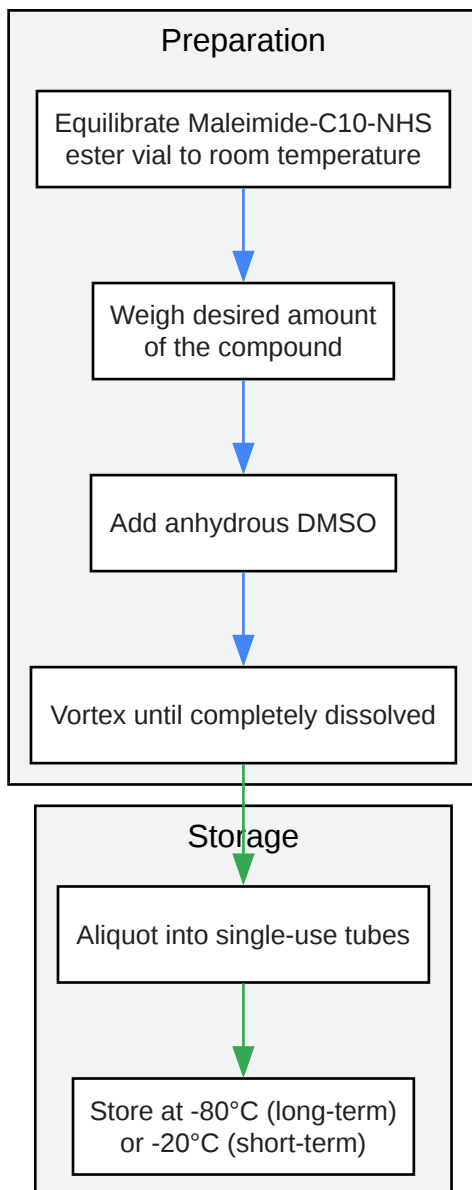 Preparation
Equilibrate Maleimide-C10-NHS
ester vial to room temperature
Weigh desired amount
of the compound
Add anhydrous DMSO
Vortex until completely dissolved
Storage
Aliquot into single-use tubes
Store at -80°C (long-term)
or -20°C (short-term)